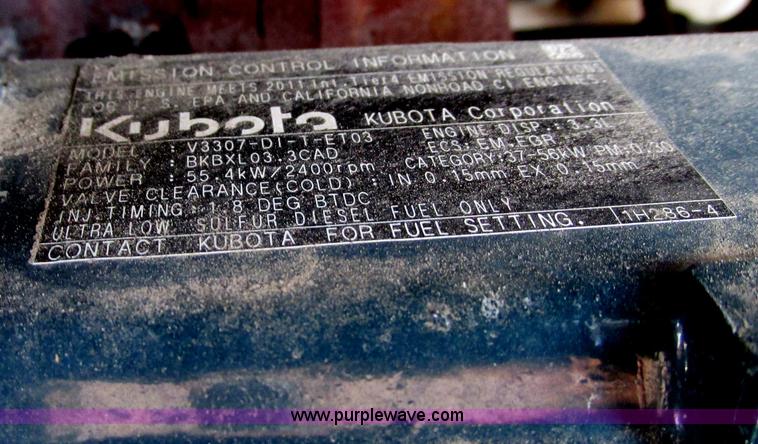 EMISSION CONTROL INFORMATION
THIS ENGINE MEETS 2011 Int. Tier4 EMISSION REGULATIONS
FOR U.S. EPA AND CALIFORNIA NONROAD CI ENGINES.
Kubota KUBOTA Corporation
MODEL : V3307-DI-T-ET03 ENGINE DISP.: 3.3L
FAMILY : BKBXL03.3CAD ECS:EM,EGR
POWER : 55.4kW/2400rpm CATEGORY:37-56kW PM:0.30
VALVE CLEARANCE(COLD) : IN 0.15mm EX 0.15mm
INJ.TIMING: 1.8 DEG BTDC
ULTRA LOW SULFUR DIESEL FUEL ONLY
CONTACT KUBOTA FOR FUEL SETTING. 1H286-4
www.purplewave.com